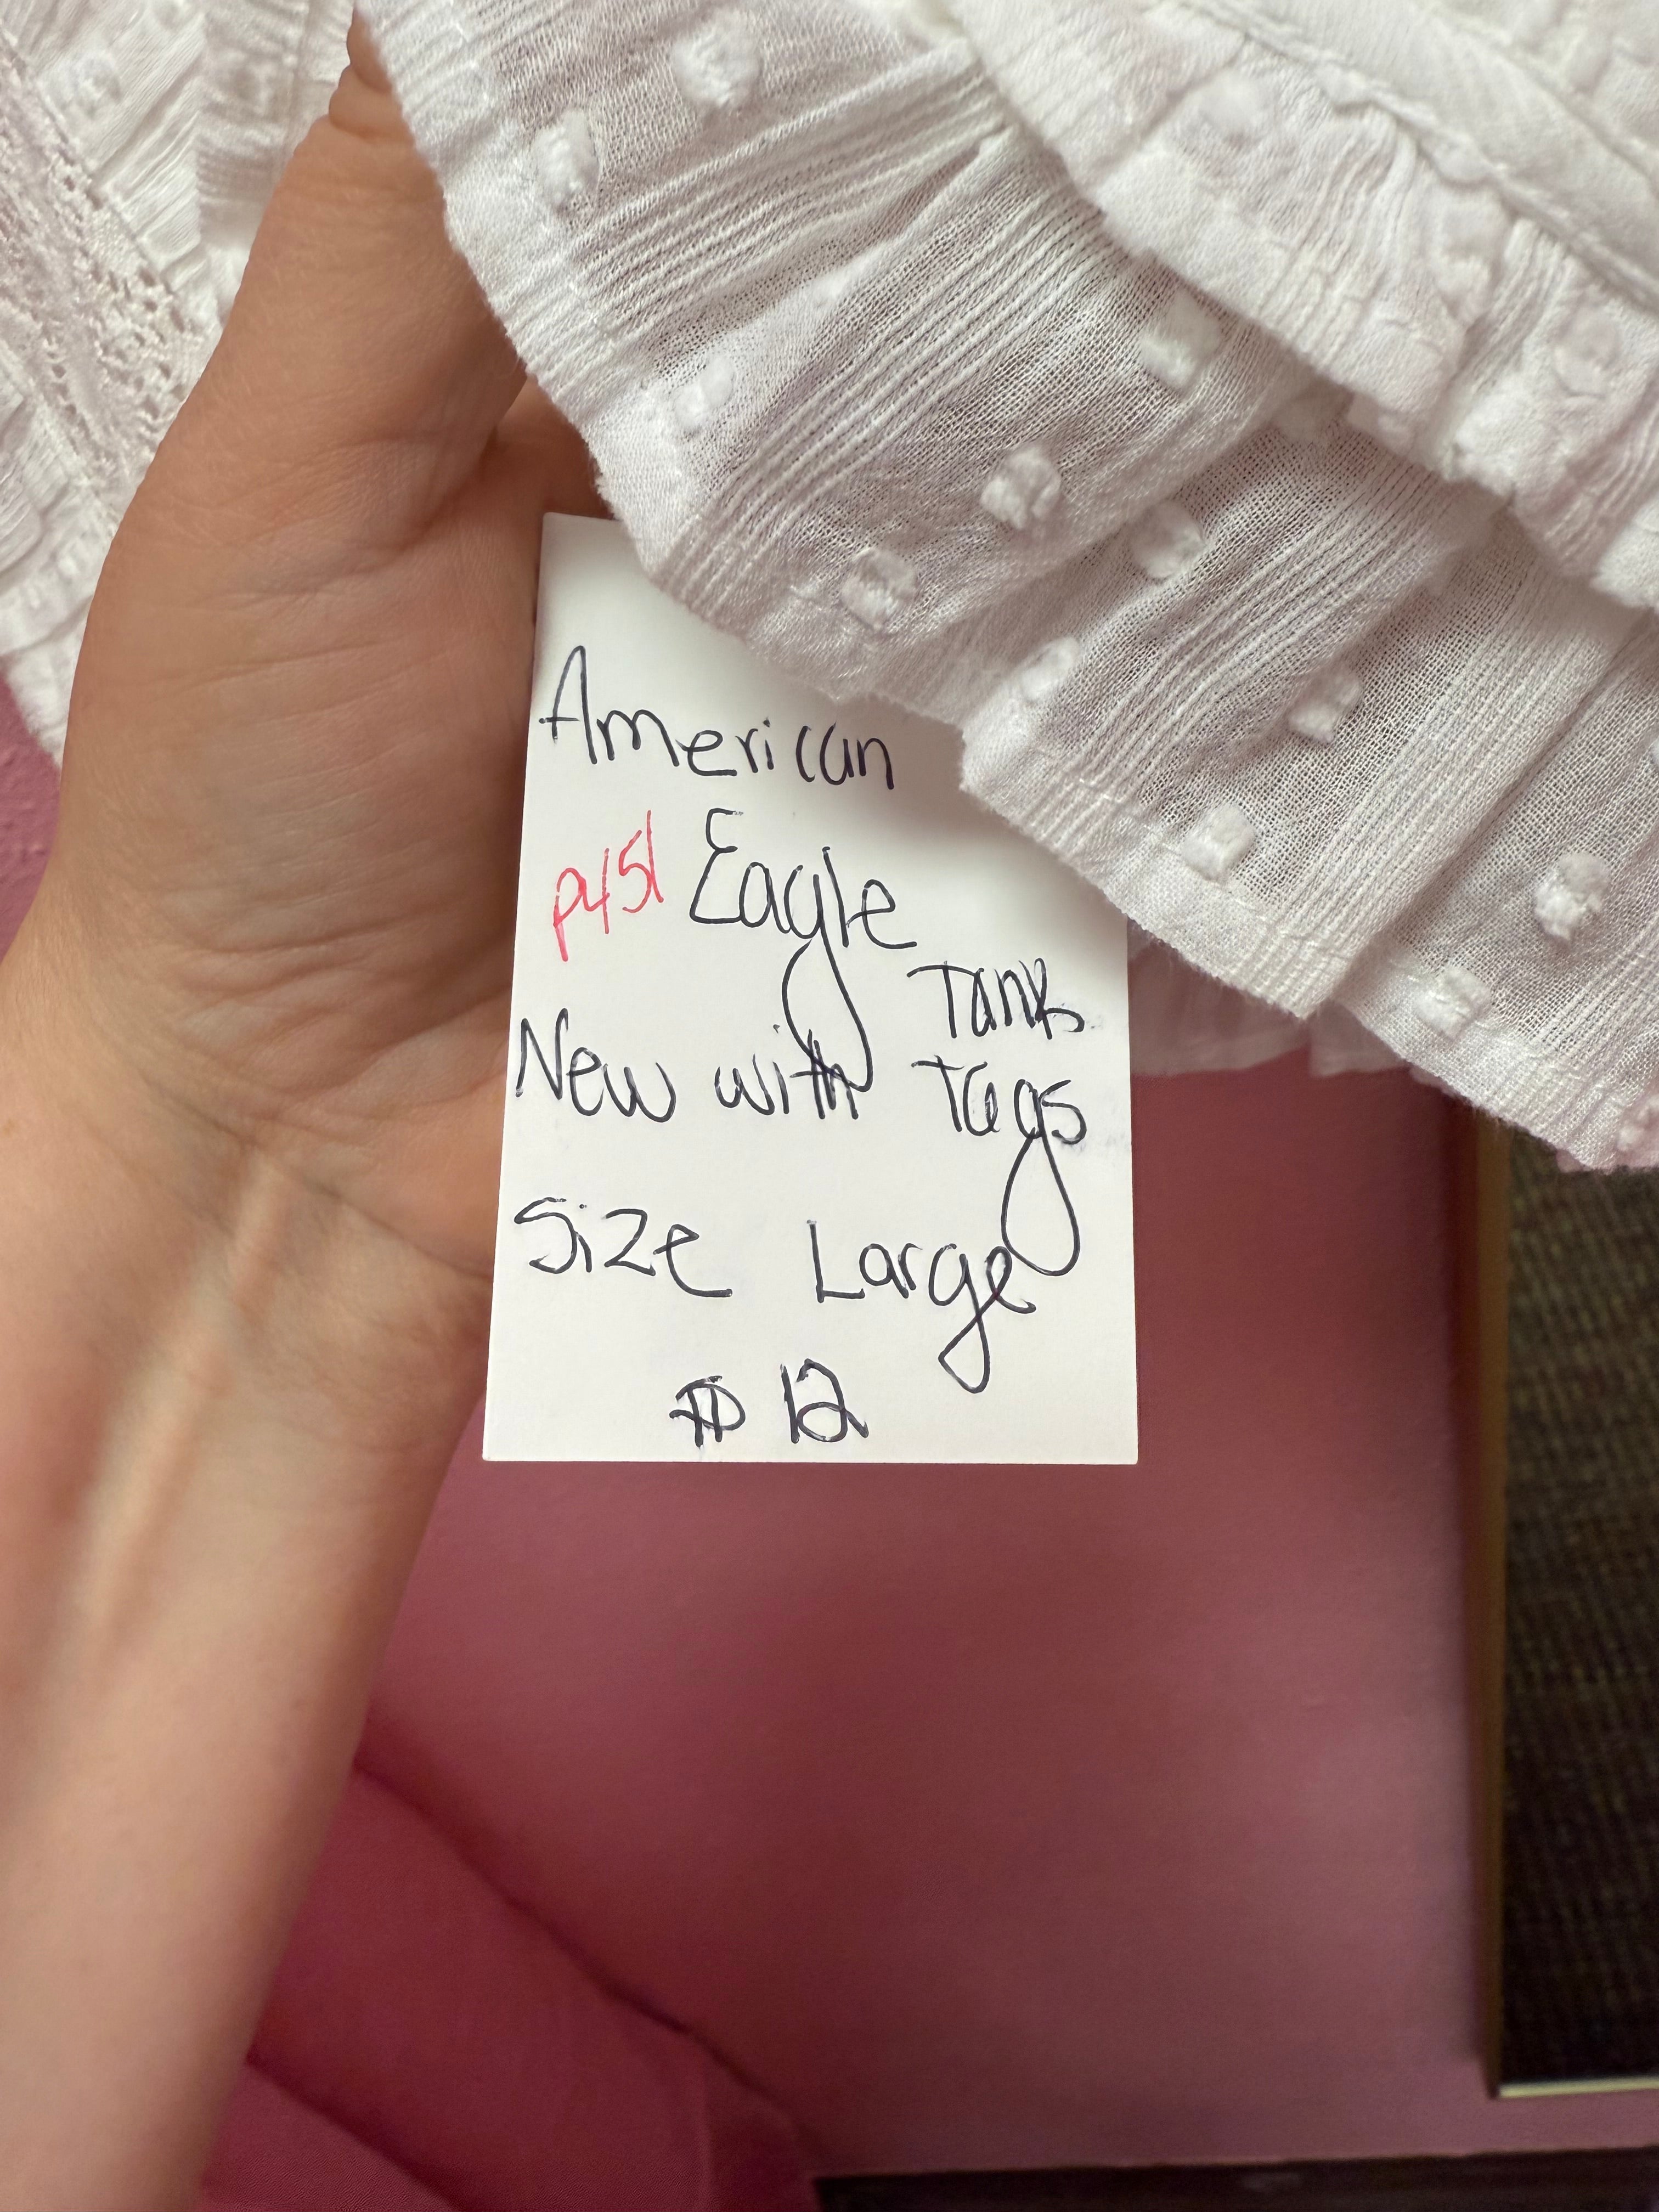 American
p451 Eagle
Tank
New with Tags
Size Large
$12